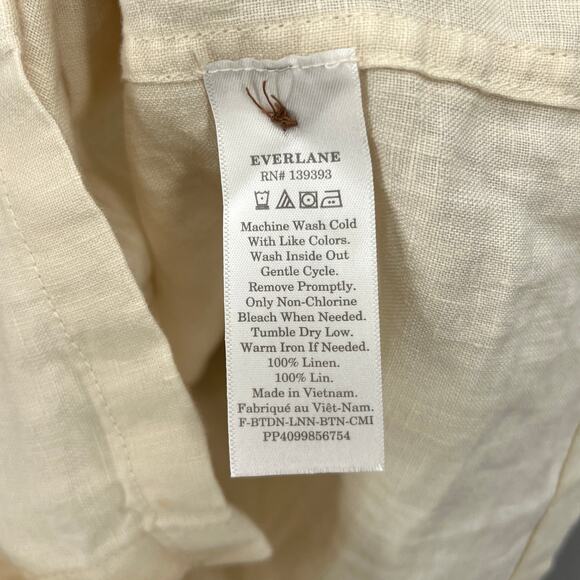 EVERLANE
RN# 139393
Machine Wash Cold
With Like Colors.
Wash Inside Out
Gentle Cycle.
Remove Promptly.
Only Non-Chlorine
Bleach When Needed.
Tumble Dry Low.
Warm Iron If Needed.
100% Linen.
100% Lin.
Made in Vietnam.
Fabriqué au Viêt-Nam.
F-BTDN-LNN-BTN-CMI
PP4099856754